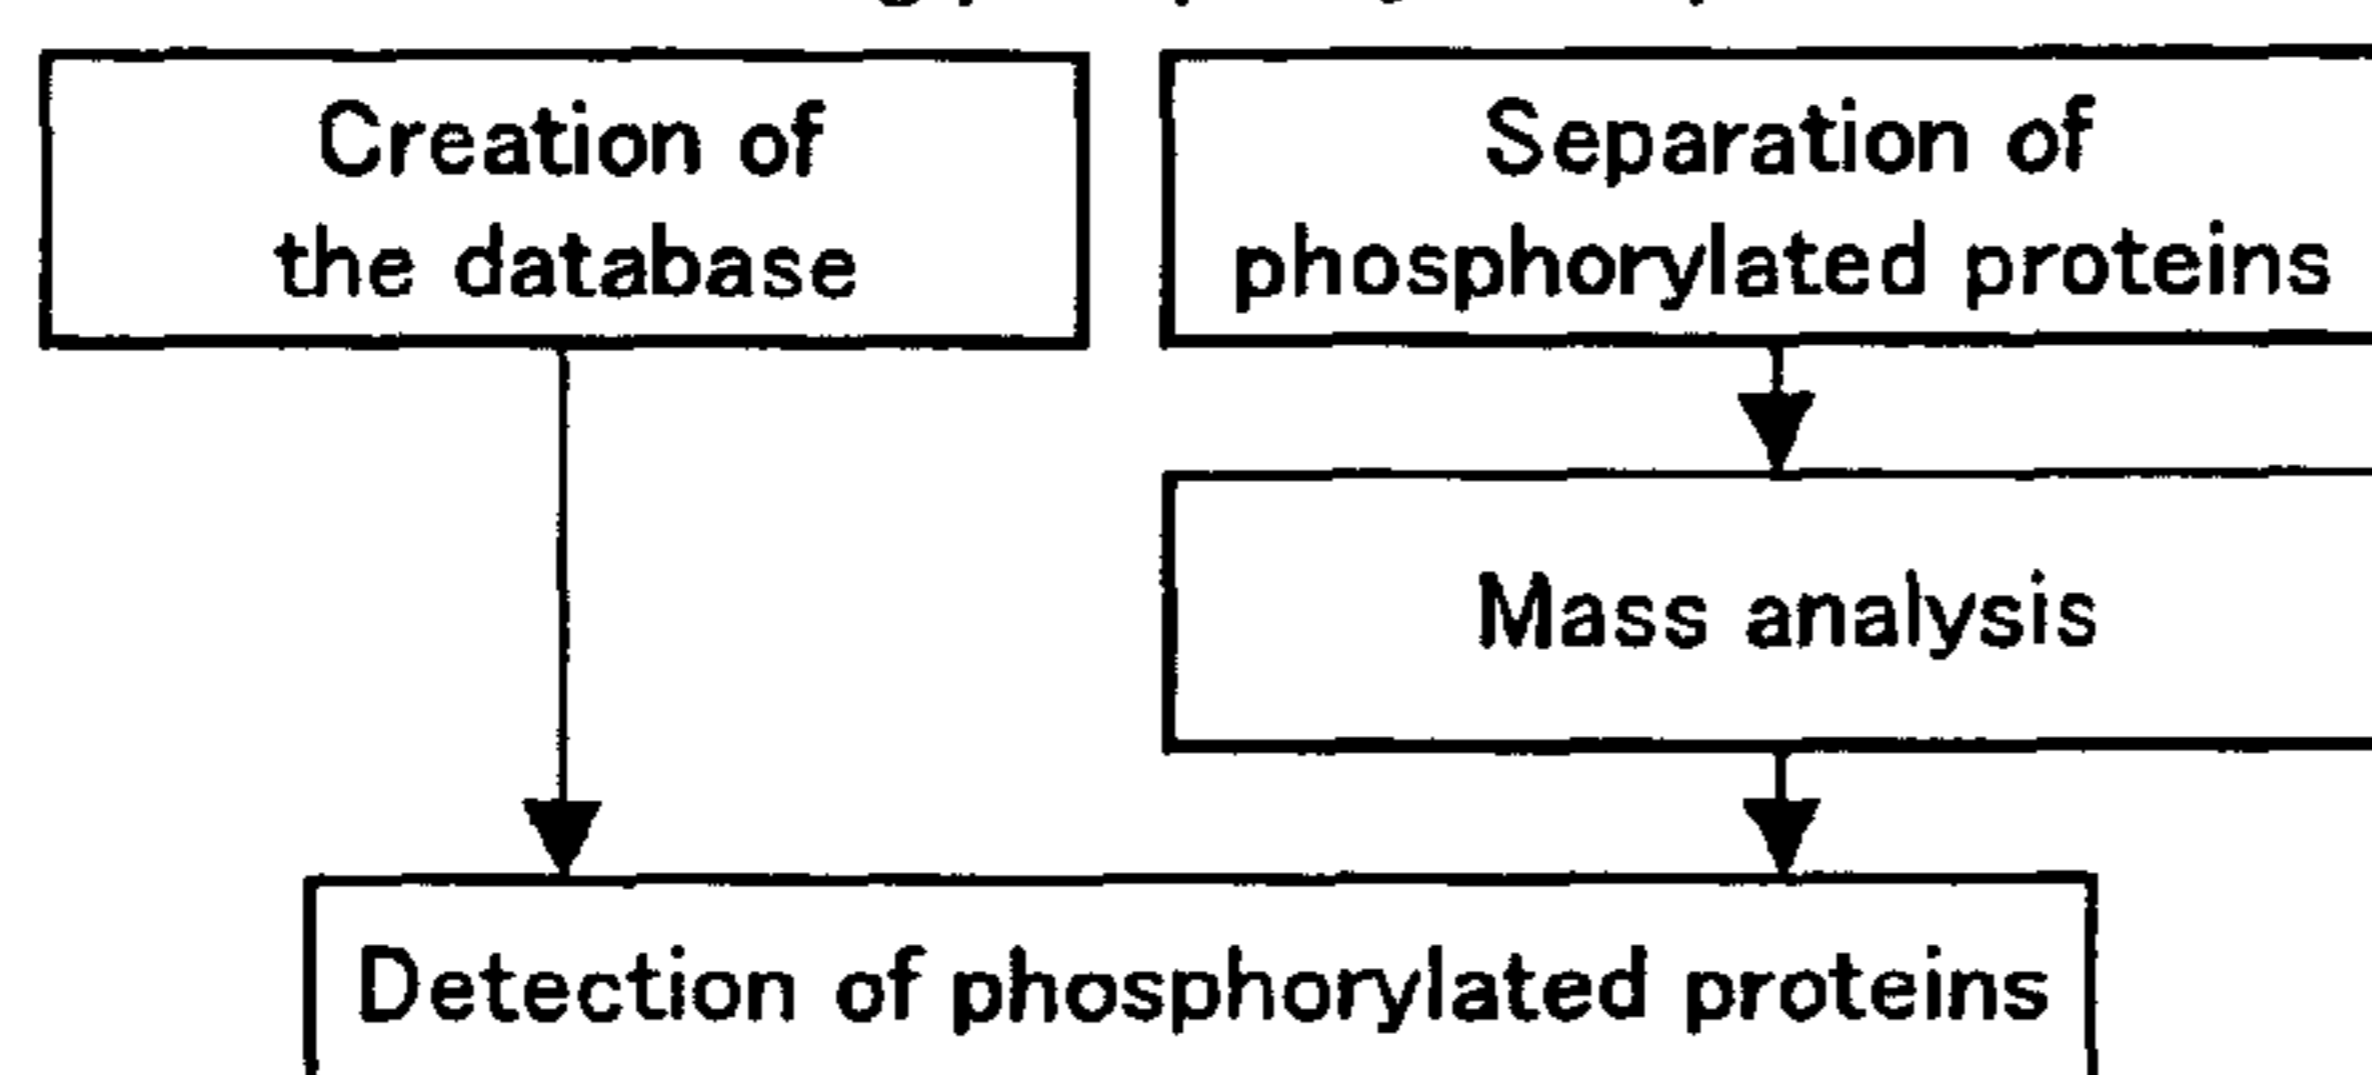 Creation of
the database
Separation of
phosphorylated proteins
Mass analysis
Detection of phosphorylated proteins